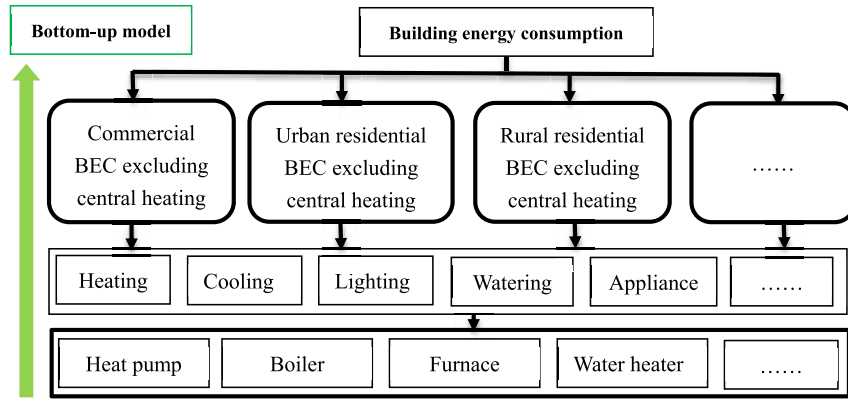 Bottom-up model
Building energy consumption
Commercial
BEC excluding
central heating
Urban residential
BEC excluding
central heating
Rural residential
BEC excluding
central heating
……
Heating
Cooling
Lighting
Watering
Appliance
……
Heat pump
Boiler
Furnace
Water heater
……